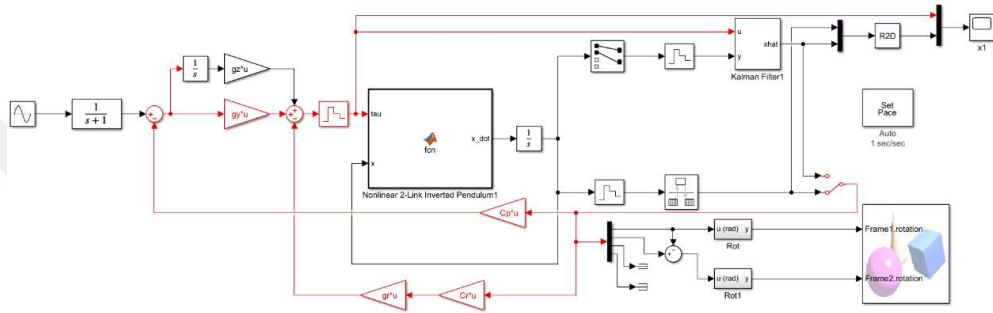 1
s
gz*u
1
s+1
gy*u
tau
fcn
x
x_dot
Nonlinear 2-Link Inverted Pendulum1
1
s
u
y
xhat
Kalman Filter1
R2D
x1
Set
Pace
Auto
1 sec/sec
Cp*u
gr*u
Cr*u
u (rad) y
Rot
u (rad) y
Rot1
Frame1.rotation
Frame2.rotation